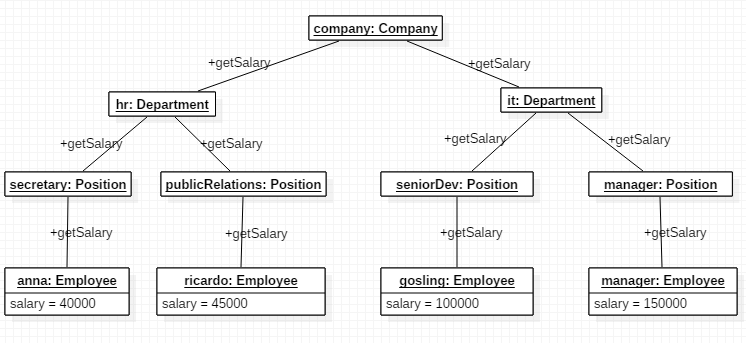 company: Company
+getSalary
+getSalary
hr: Department
it: Department
+getSalary
+getSalary
+getSalary
+getSalary
secretary: Position
publicRelations: Position
seniorDev: Position
manager: Position
+getSalary
+getSalary
+getSalary
+getSalary
anna: Employee
ricardo: Employee
gosling: Employee
manager: Employee
salary = 40000
salary = 45000
salary = 100000
salary = 150000